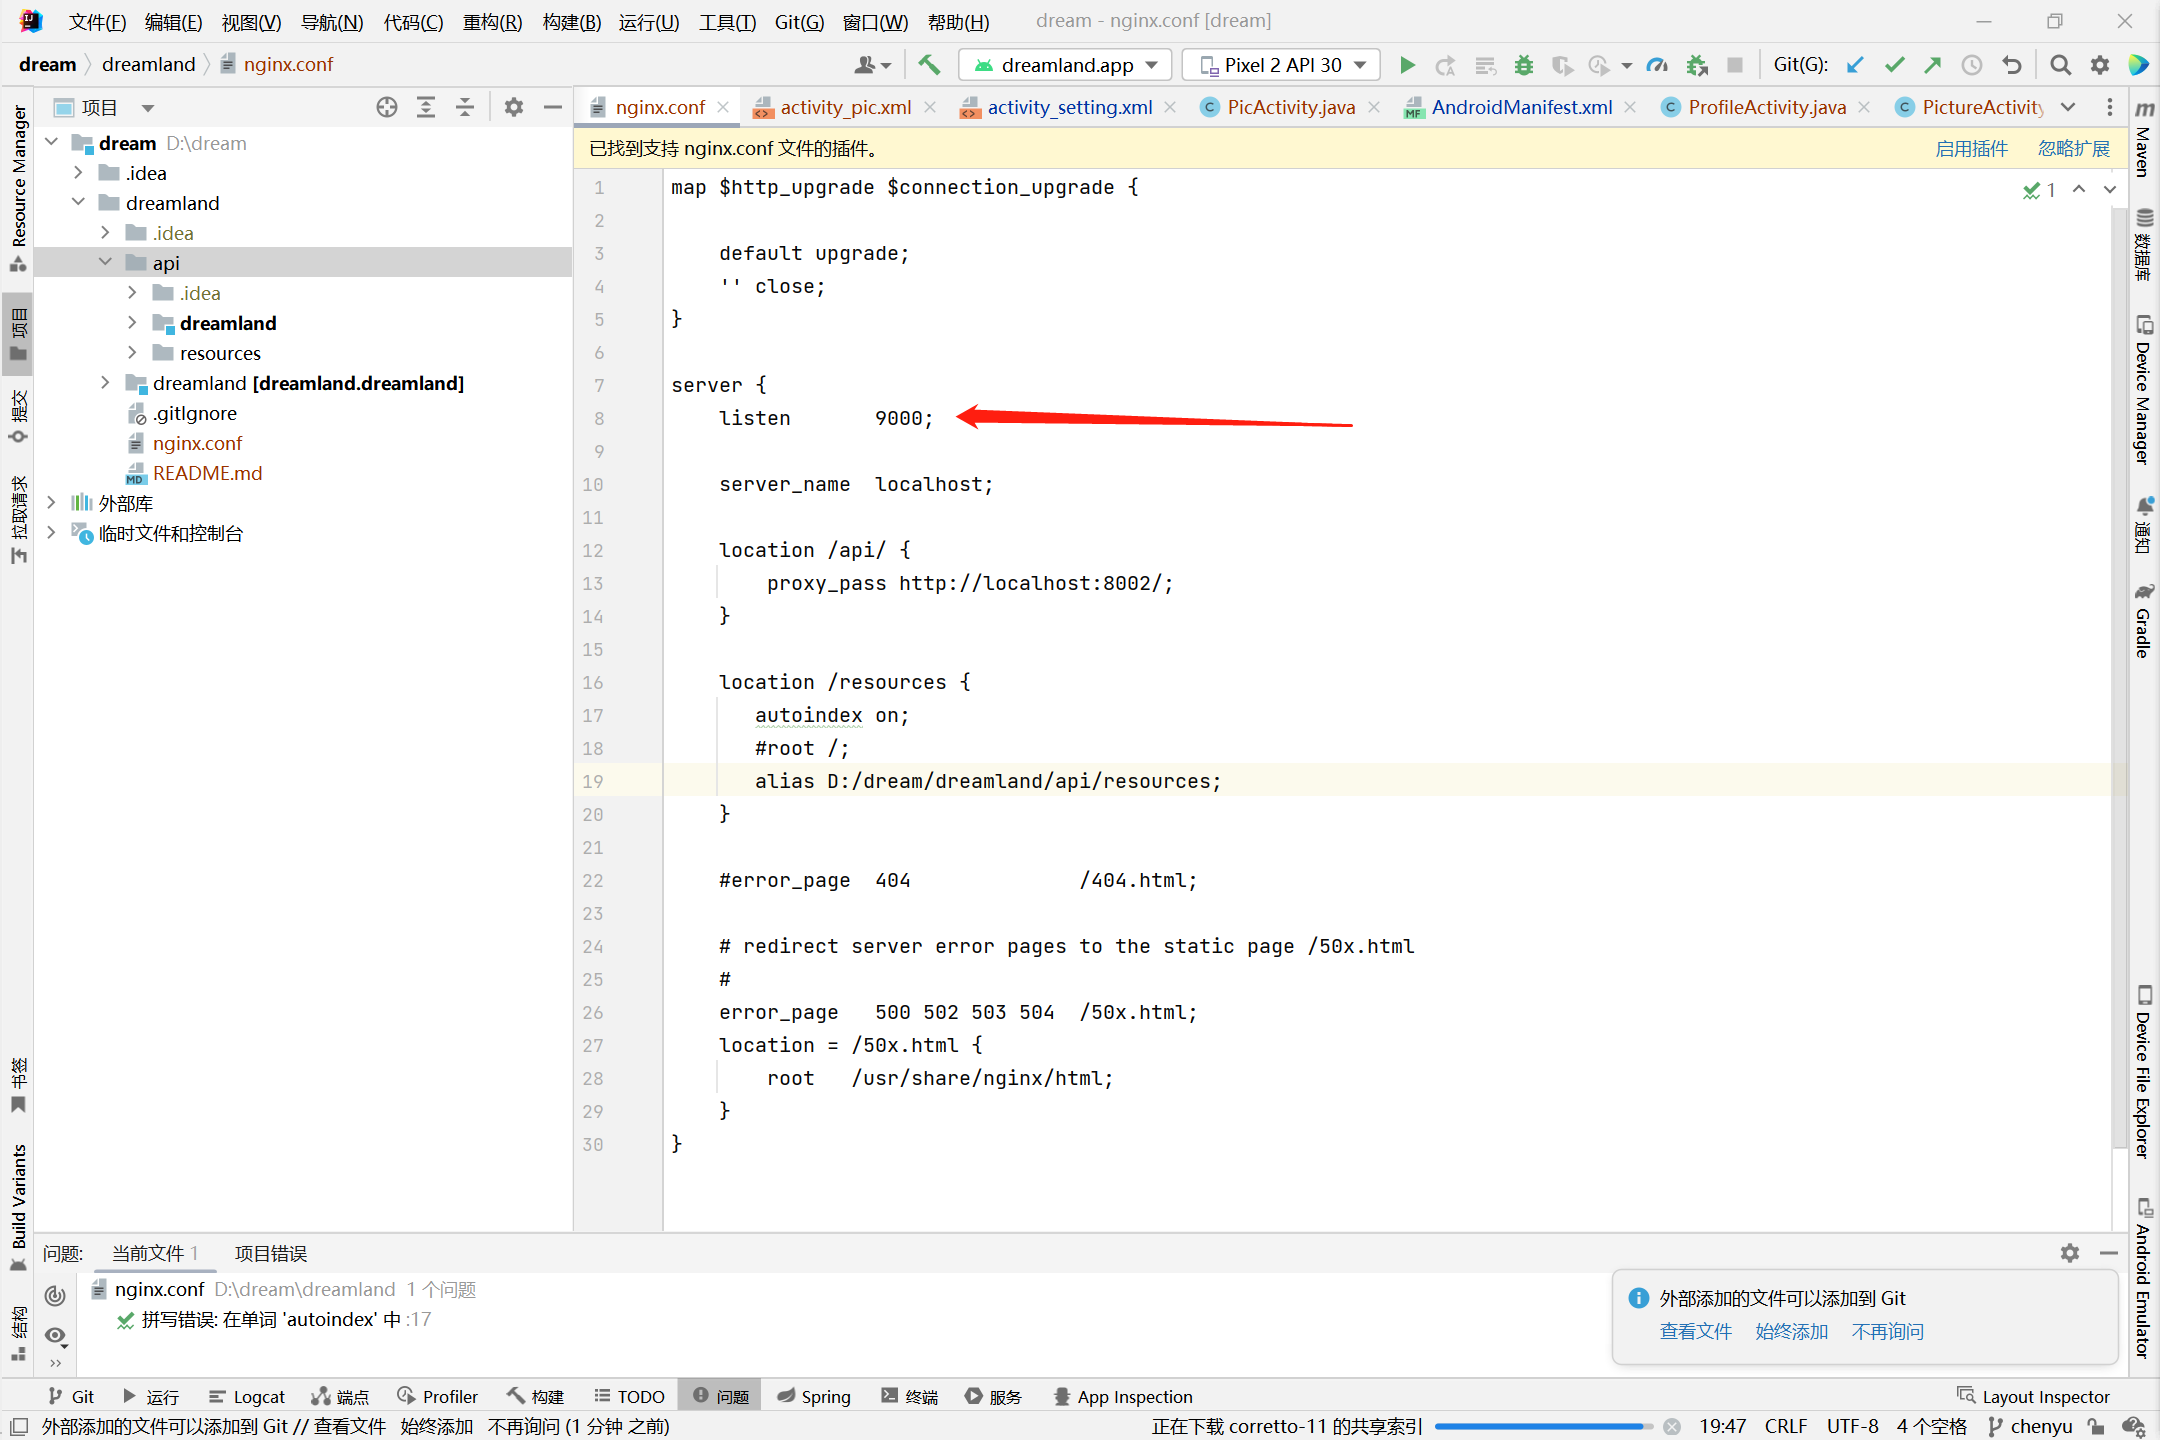 文件(F) 编辑(E) 视图(V) 导航(N) 代码(C) 重构(R) 构建(B) 运行(U) 工具(T) Git(G) 窗口(W) 帮助(H) dream - nginx.conf [dream]
dream dreamland nginx.conf dreamland.app Pixel 2 API 30 Git(G):
项目 nginx.conf activity_pic.xml activity_setting.xml PicActivity.java AndroidManifest.xml ProfileActivity.java PictureActivity
已找到支持 nginx.conf 文件的插件。 启用插件 忽略扩展
dream D:\dream
.idea
dreamland
.idea
api
.idea
dreamland
resources
dreamland [dreamland.dreamland]
.gitIgnore
nginx.conf
README.md
外部库
临时文件和控制台
1 map $http_upgrade $connection_upgrade {
2
3 default upgrade;
4 '' close;
5 }
6
7 server {
8 listen 9000;
9
10 server_name localhost;
11
12 location /api/ {
13 proxy_pass http://localhost:8002/;
14 }
15
16 location /resources {
17 autoindex on;
18 #root /;
19 alias D:/dream/dreamland/api/resources;
20 }
21
22 #error_page 404 /404.html;
23
24 # redirect server error pages to the static page /50x.html
25 #
26 error_page 500 502 503 504 /50x.html;
27 location = /50x.html {
28 root /usr/share/nginx/html;
29 }
30 }
1
Resource Manager
项目
提交
拉取请求
书签
Build Variants
结构
m Maven
数据库
Device Manager
通知
Gradle
Device File Explorer
Android Emulator
问题: 当前文件 1 项目错误
nginx.conf D:\dream\dreamland 1 个问题
拼写错误: 在单词 'autoindex' 中 :17
外部添加的文件可以添加到 Git
查看文件 始终添加 不再询问
Git 运行 Logcat 端点 Profiler 构建 TODO 问题 Spring 终端 服务 App Inspection Layout Inspector
外部添加的文件可以添加到 Git // 查看文件 始终添加 不再询问 (1 分钟 之前) 正在下载 corretto-11 的共享索引 19:47 CRLF UTF-8 4 个空格 chenyu